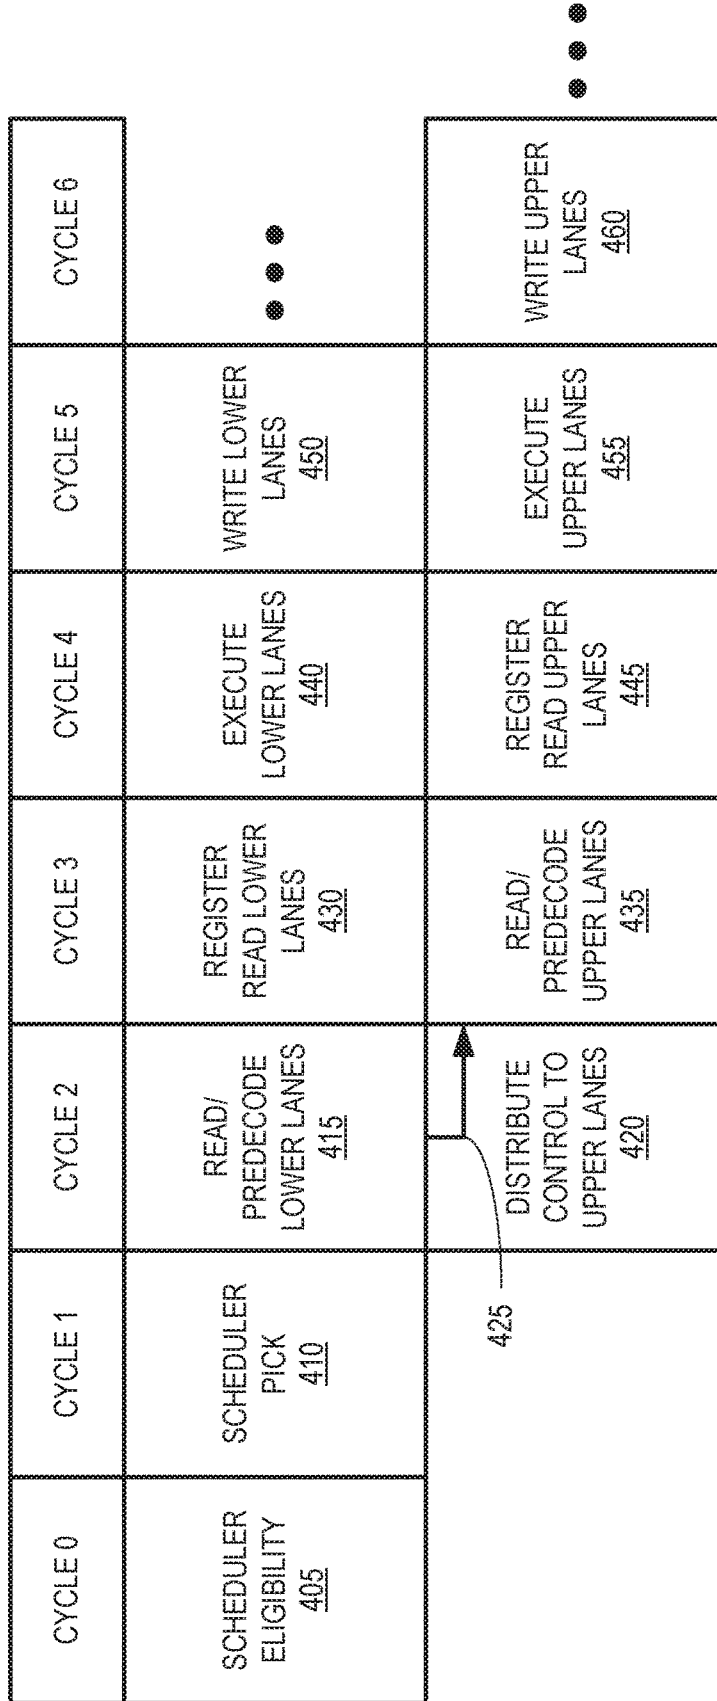 CYCLE 0
CYCLE 1
CYCLE 2
CYCLE 3
CYCLE 4
CYCLE 5
CYCLE 6
SCHEDULER
ELIGIBILITY
405
SCHEDULER
PICK
410
READ/
PREDECODE
LOWER LANES
415
REGISTER
READ LOWER
LANES
430
EXECUTE
LOWER LANES
440
WRITE LOWER
LANES
450
425
DISTRIBUTE
CONTROL TO
UPPER LANES
420
READ/
PREDECODE
UPPER LANES
435
REGISTER
READ UPPER
LANES
445
EXECUTE
UPPER LANES
455
WRITE UPPER
LANES
460